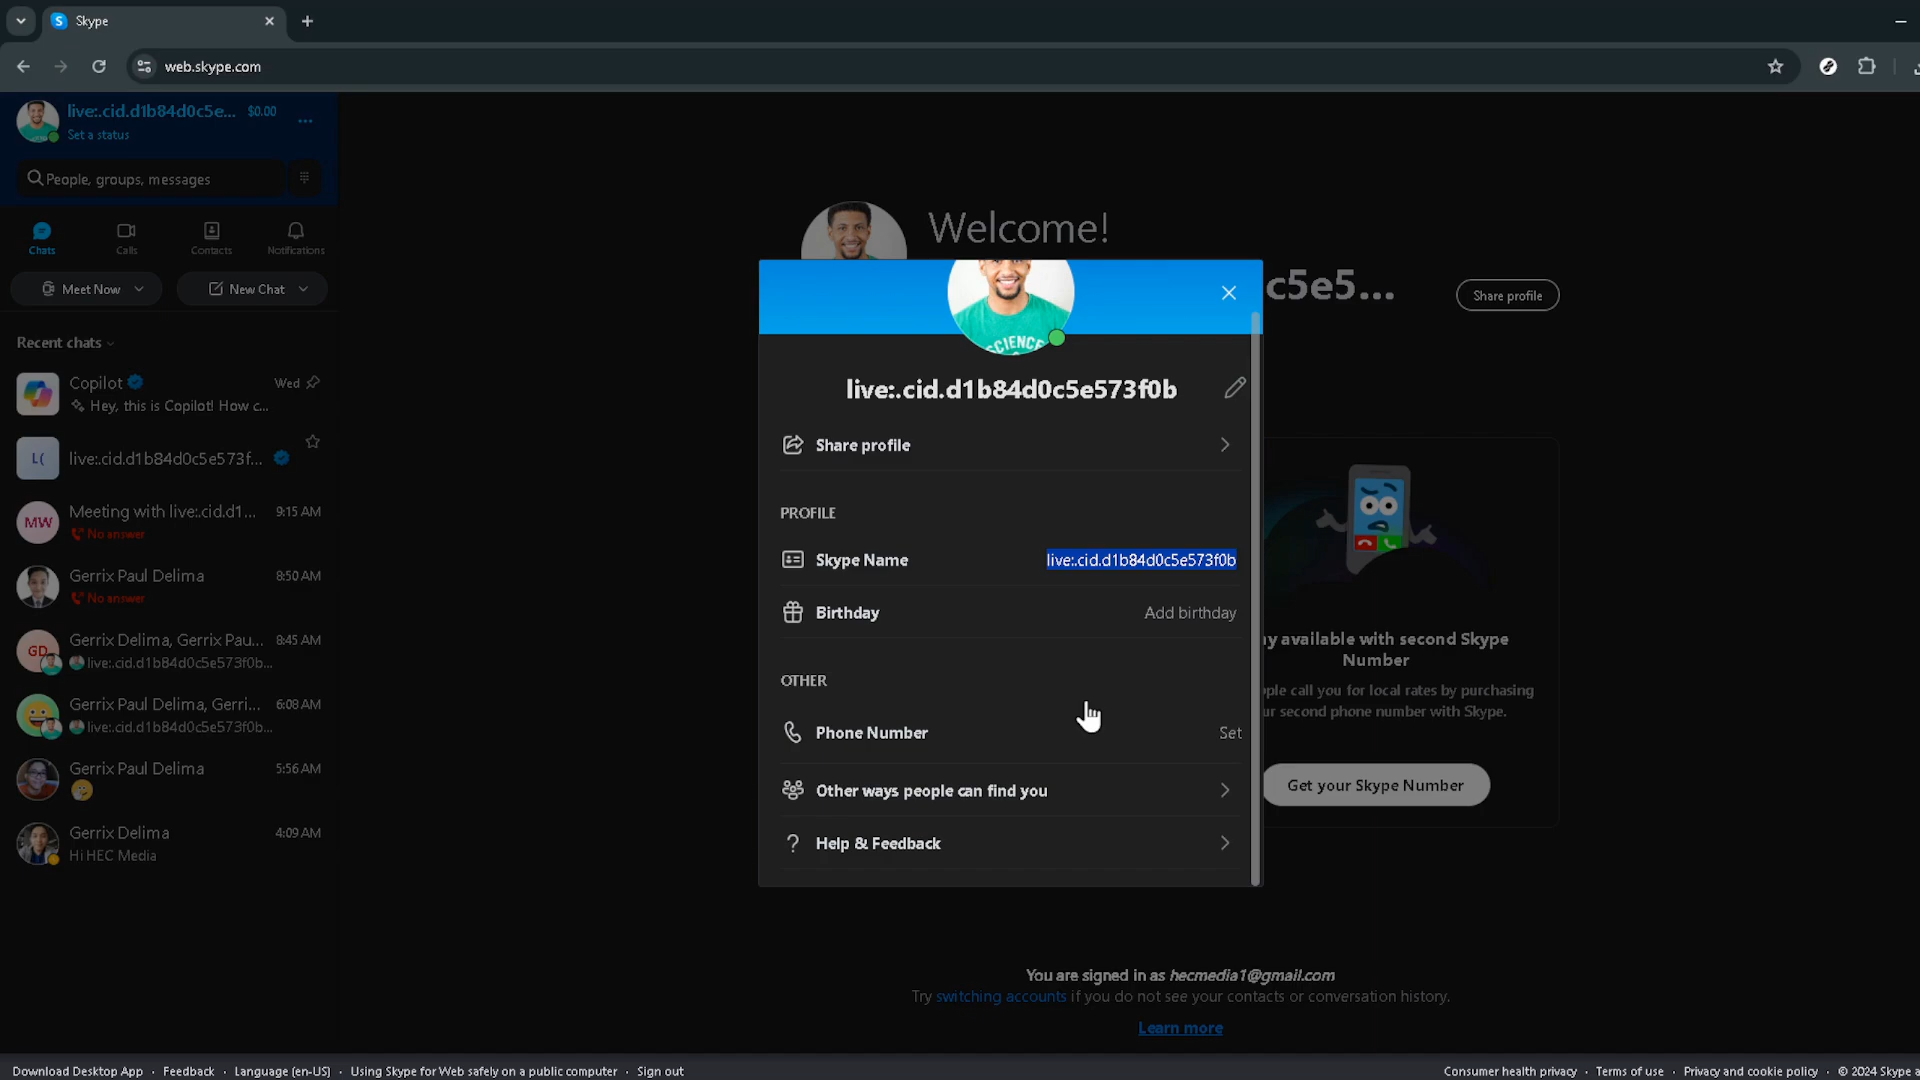 Skype
web.skype.com
live:.cid.d1b84d0c5e... $0.00
Set a status
People, groups, messages
Chats Calls Contacts Notifications
Meet Now New Chat
Recent chats
Copilot Wed
Hey, this is Copilot! How c...
L(
live:.cid.d1b84d0c5e573f...
MW
Meeting with live:.cid.d1... 9:15 AM
No answer
Gerrix Paul Delima 8:50 AM
No answer
GD
Gerrix Delima, Gerrix Pau... 8:45 AM
live:.cid.d1b84d0c5e573f0b...
Gerrix Paul Delima, Gerri... 6:08 AM
live:.cid.d1b84d0c5e573f0b...
Gerrix Paul Delima 5:56 AM
Gerrix Delima 4:09 AM
Hi HEC Media
Welcome!
c5e5...
Share profile
SCIENCE
live:.cid.d1b84d0c5e573f0b
Share profile
PROFILE
Skype Name live:.cid.d1b84d0c5e573f0b
Birthday Add birthday
OTHER
Phone Number Set
Other ways people can find you
? Help & Feedback
available with second Skype
Number
call you for local rates by purchasing
second phone number with Skype.
Get your Skype Number
You are signed in as hecmedia1@gmail.com
Try switching accounts if you do not see your contacts or conversation history.
Learn more
Download Desktop App · Feedback · Language (en-US) · Using Skype for Web safely on a public computer · Sign out
Consumer health privacy · Terms of use · Privacy and cookie policy · © 2024 Skype